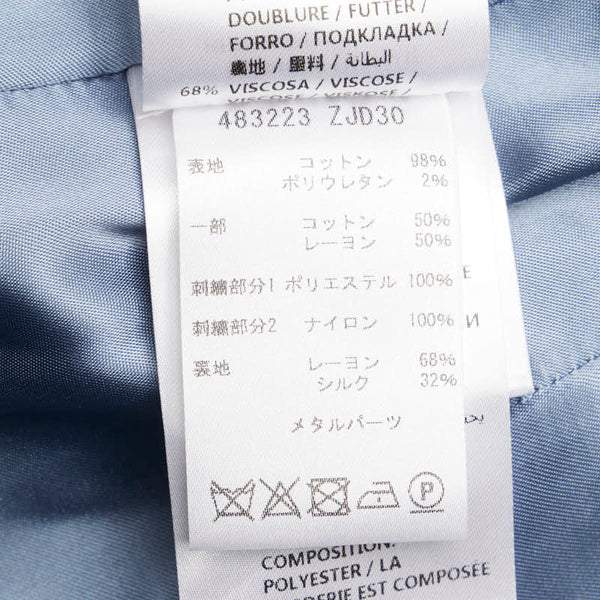 DOUBLURE / FUTTER /
FORRO / ПОДКЛАДКА /
裏地 / 里料 / البطانة
68% VISCOSA / VISCOSE /
483223 ZJD30
表地 コットン 98%
ポリウレタン 2%
一部 コットン 50%
レーヨン 50%
刺繍部分1 ポリエステル 100%
刺繍部分2 ナイロン 100%
裏地 レーヨン 68%
シルク 32%
メタルパーツ
P
COMPOSITION:
POLYESTER / LA
EST COMPOSÉE